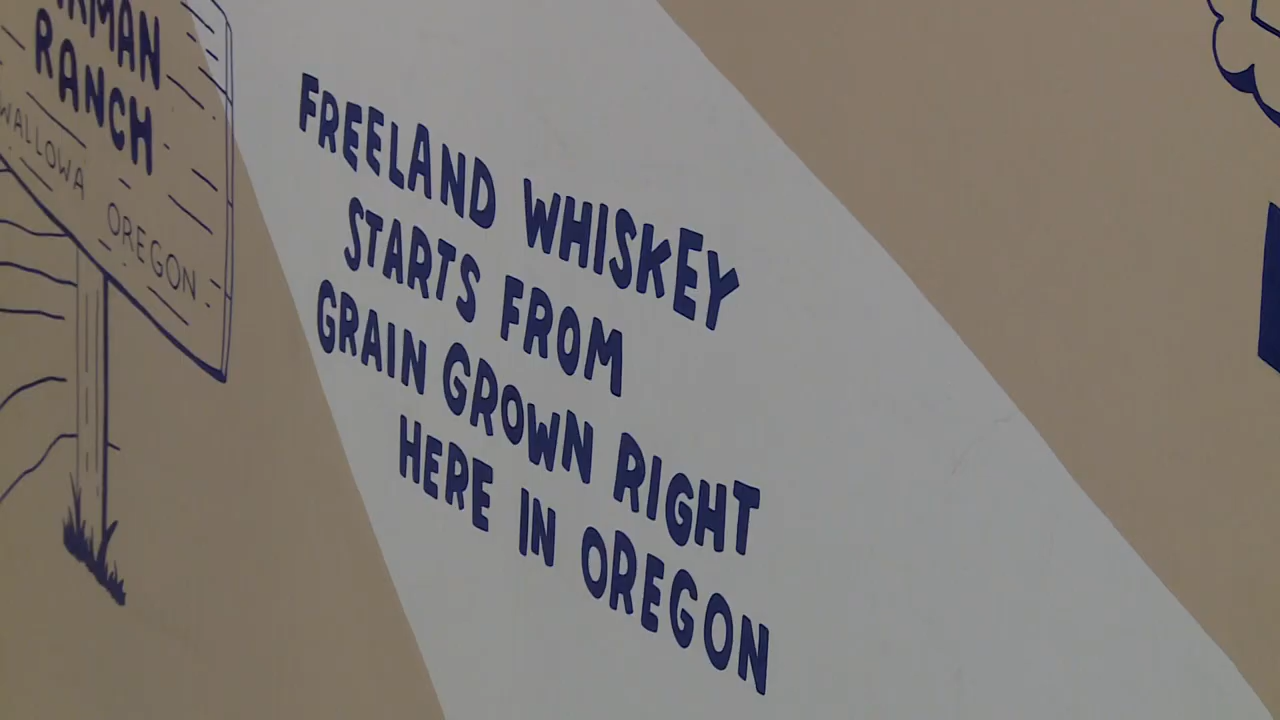 RANCH
WALLOWA OREGON
FREELAND WHISKEY
STARTS FROM
GRAIN GROWN RIGHT
HERE IN OREGON